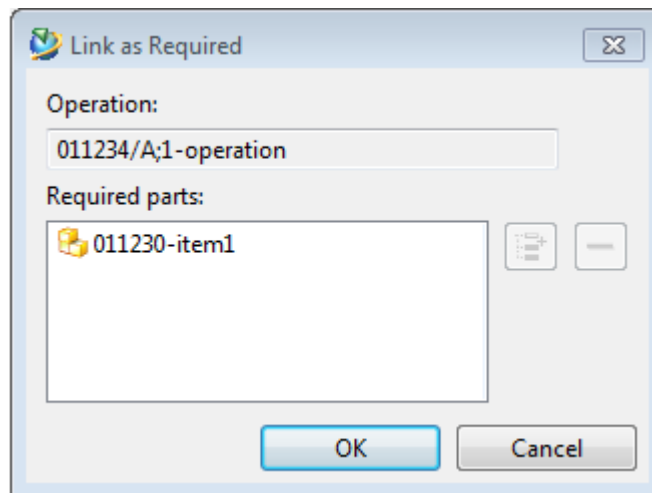 Link as Required
Operation:
011234/A;1-operation
Required parts:
011230-item1
OK
Cancel